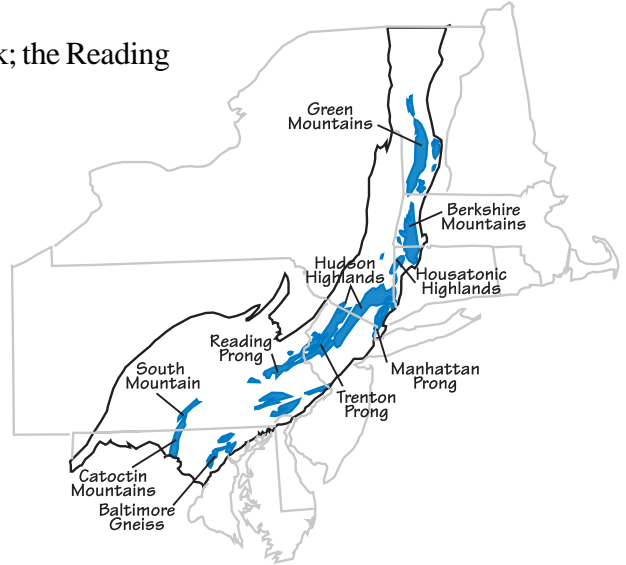 k; the Reading
Green
Mountains
Berkshire
Mountains
Hudson
Highlands
Housatonic
Highlands
Reading
Prong
Manhattan
Prong
South
Mountain
Trenton
Prong
Catoctin
Mountains
Baltimore
Gneiss